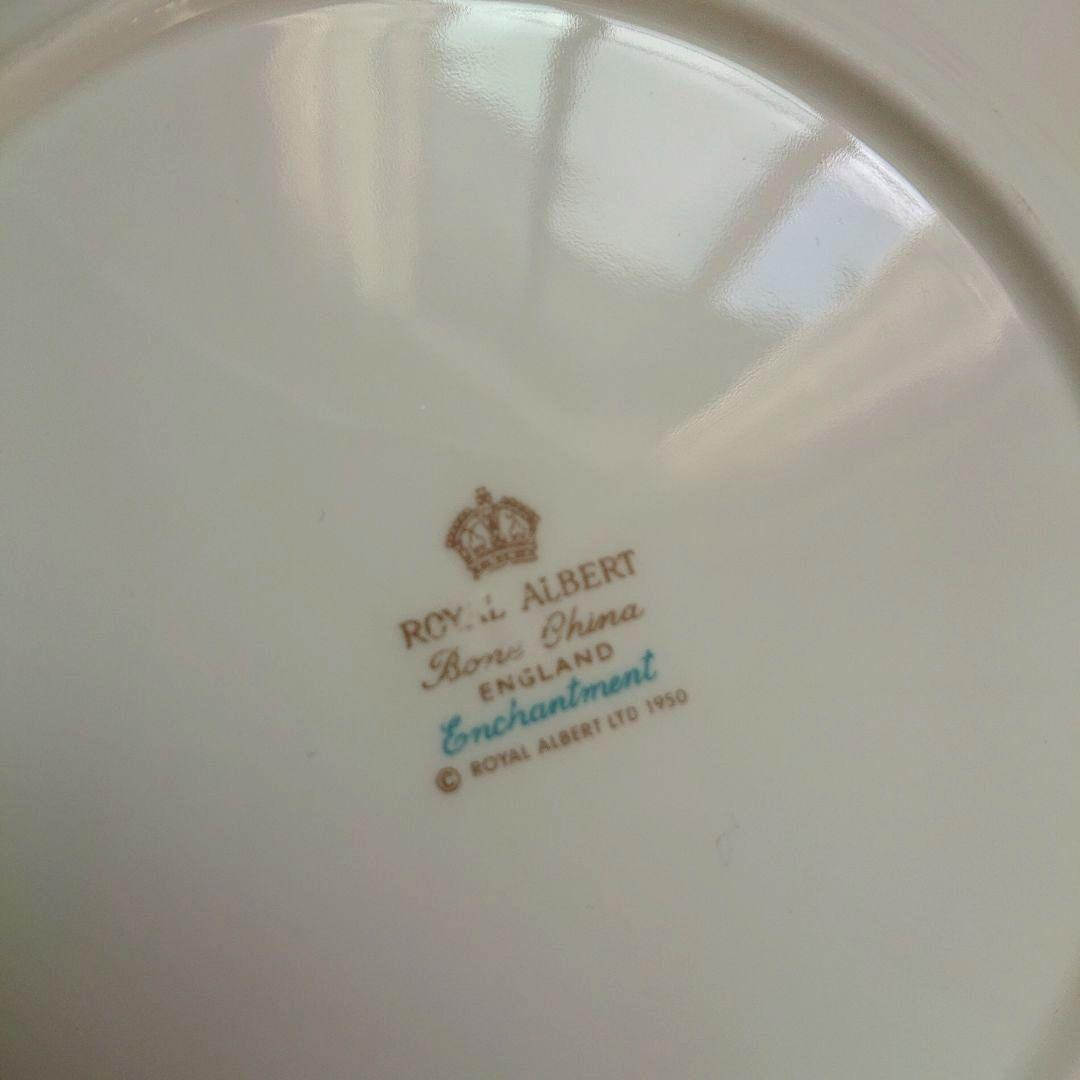 ROYAL ALBERT
Bone China
ENGLAND
Enchantment
© ROYAL ALBERT LTD 1950